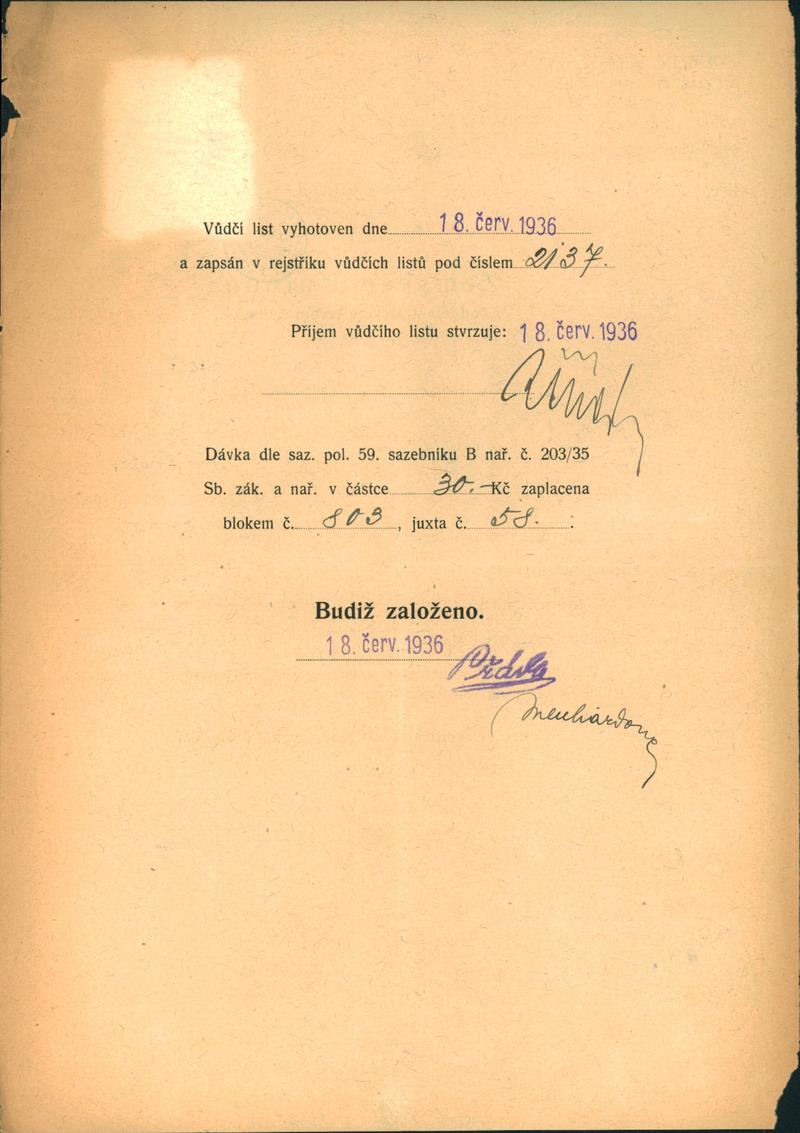 Vůdčí list vyhotoven dne 18. červ. 1936
a zapsán v rejstříku vůdčích listů pod číslem 2137.
Příjem vůdčího listu stvrzuje: 18. červ. 1936
Dávka dle saz. pol. 59. sazebníku B nař. č. 203/35
Sb. zák. a nař. v částce 30.- Kč zaplacena
blokem č. 803, juxta č. 58. :
Budiž založeno.
18. červ. 1936